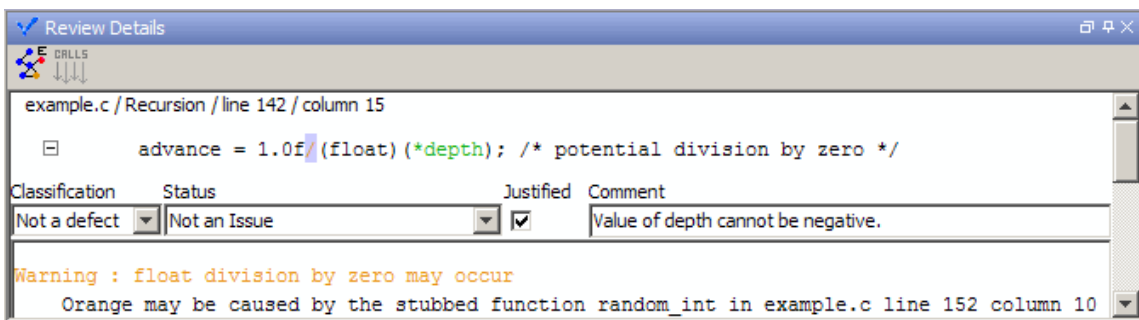 Review Details
E CALLS
example.c / Recursion / line 142 / column 15
advance = 1.0f/(float)(*depth); /* potential division by zero */
Classification Status Justified Comment
Not a defect Not an Issue Value of depth cannot be negative.
Warning : float division by zero may occur
Orange may be caused by the stubbed function random_int in example.c line 152 column 10